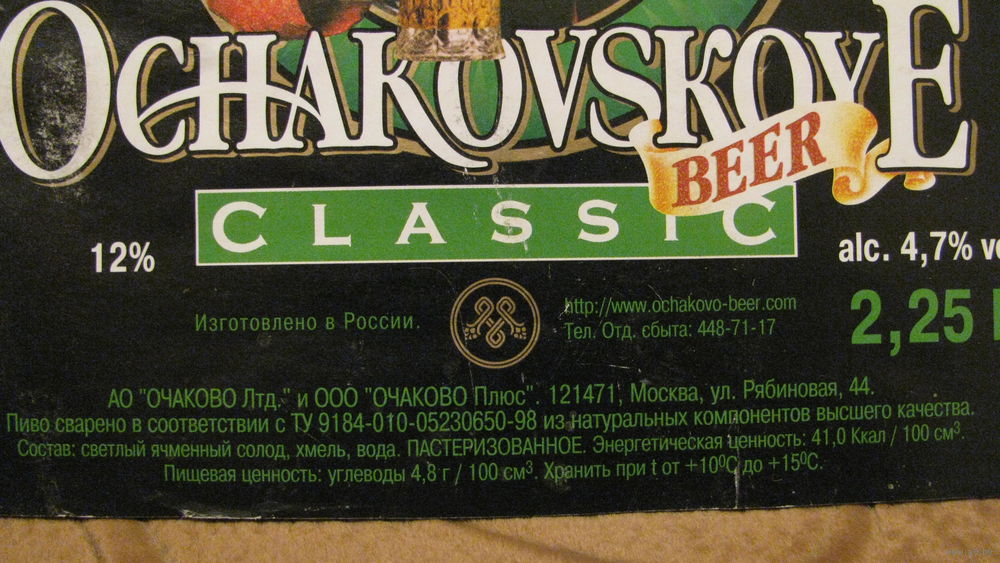 OCHAKOVSKOYE
BEER
CLASSIC
12%
alc. 4,7%
Изготовлено в России.
http://www.ochakovo-beer.com
Тел. Отд. сбыта: 448-71-17
2,25
АО "ОЧАКОВО Лтд." и ООО "ОЧАКОВО Плюс". 121471, Москва, ул. Рябиновая, 44.
Пиво сварено в соответствии с ТУ 9184-010-05230650-98 из натуральных компонентов высшего качества.
Состав: светлый ячменный солод, хмель, вода. ПАСТЕРИЗОВАННОЕ. Энергетическая ценность: 41,0 Ккал / 100 см³.
Пищевая ценность: углеводы 4,8 г / 100 см³. Хранить при t от +10⁰С до +15⁰С.